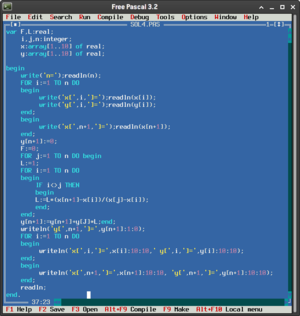 Free Pascal 3.2
File Edit Search Run Compile Debug Tools Options Window Help
[■] SOL4.PAS 1=[↕]
var F,L:real;
i,j,n:integer;
x:array[1..10] of real;
y:array[1..10] of real;
begin
write('n=');readln(n);
for i:=1 TO n DO
begin
write('x[',i,']=');readln(x[i]);
write('y[',i,']=');readln(y[i]);
end;
write('x[',n+1,']=');readln(x[n+1]);
end;
y[n+1]:=0;
F:=0;
FOR j:=1 TO n DO begin
L:=1;
FOR i:=1 TO n DO
begin
IF i<>j THEN
begin
L:=L*(x[n+1]-x[i])/(x[j]-x[i]);
end;
end;
y[n+1]:=y[n+1]+y[J]*L;end;
writeln('y[',n+1,']=',y[n+1]:1:8);
for i:=1 TO n DO
begin
writeln('x[',i,']=',x[i]:10:10,' y[',i,']=',y[i]:10:10);
end;
begin
writeln('x[',n+1,']=',x[n+1]:10:10, 'y[',n+1,']=',y[n+1]:10:10);
end;
readln;
end.
37:23
F1 Help F2 Save F3 Open Alt+F9 Compile F9 Make Alt+F10 Local menu